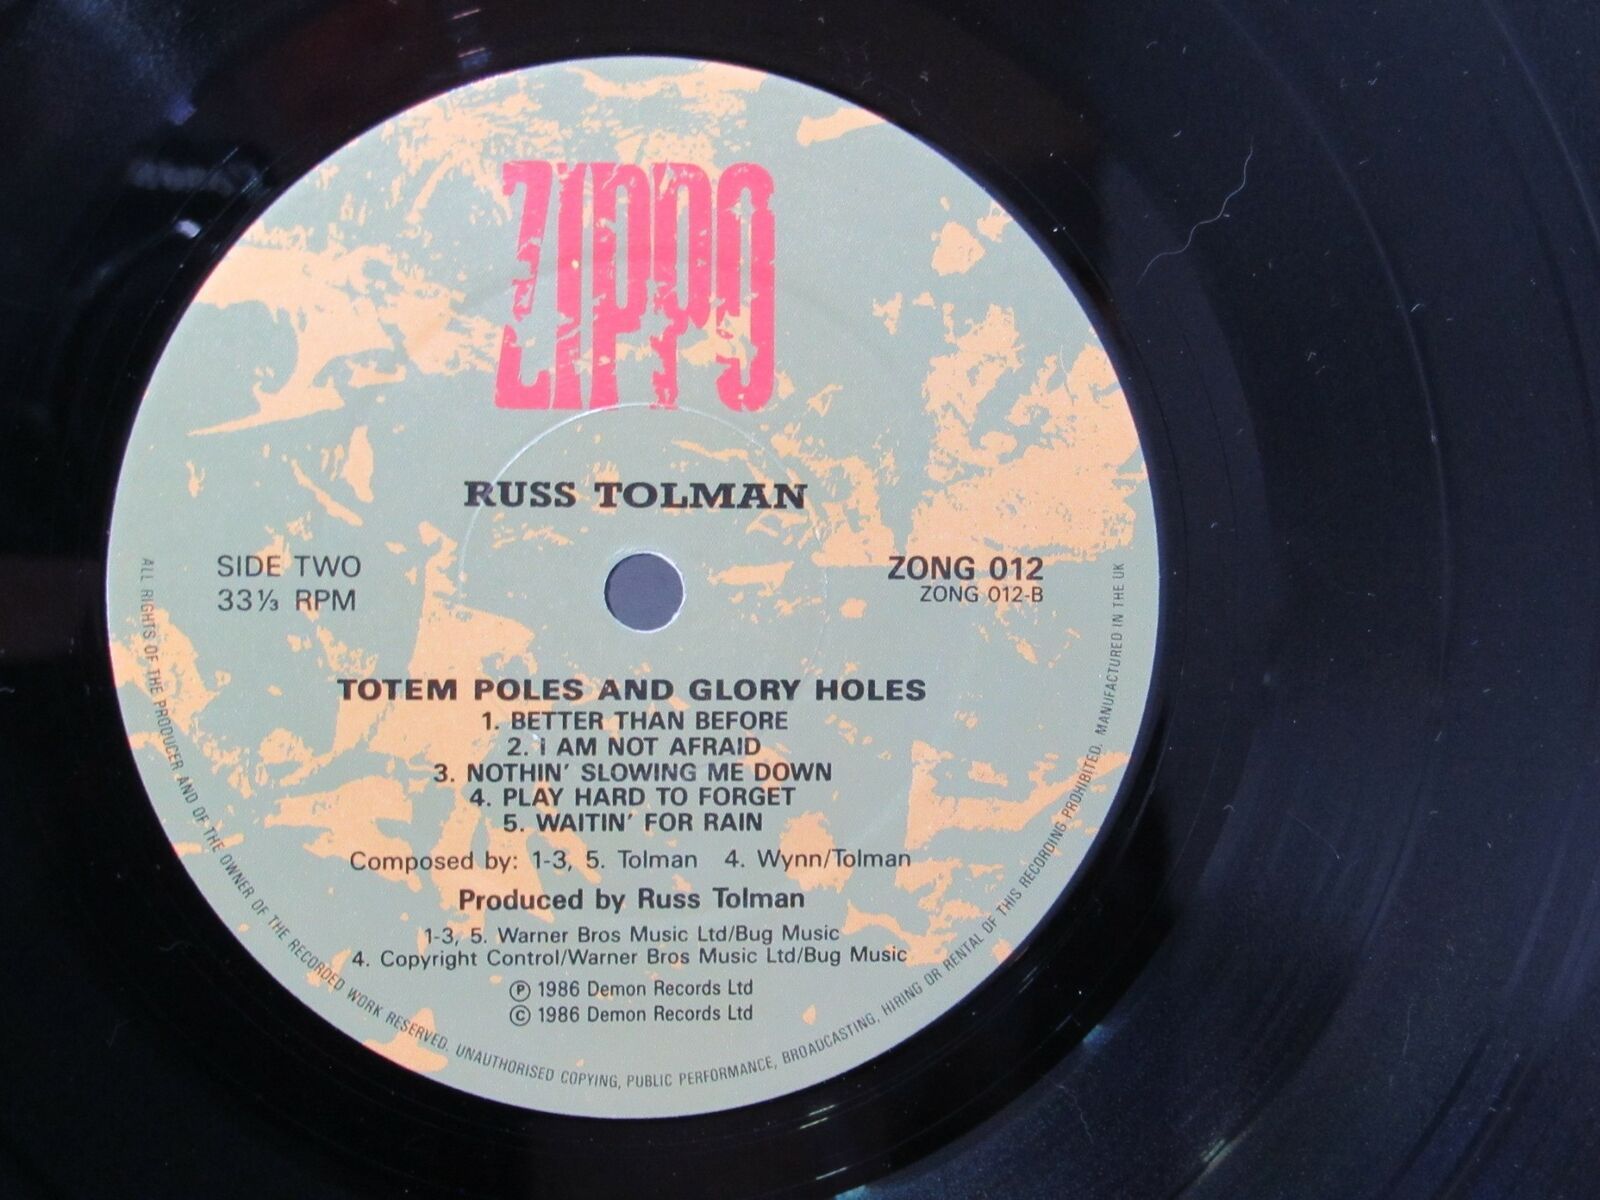 ZIPPO
RUSS TOLMAN
SIDE TWO
33⅓ RPM
ZONG 012
ZONG 012-B
TOTEM POLES AND GLORY HOLES
1. BETTER THAN BEFORE
2. I AM NOT AFRAID
3. NOTHIN' SLOWING ME DOWN
4. PLAY HARD TO FORGET
5. WAITIN' FOR RAIN
Composed by: 1-3, 5. Tolman 4. Wynn/Tolman
Produced by Russ Tolman
1-3, 5. Warner Bros Music Ltd/Bug Music
4. Copyright Control/Warner Bros Music Ltd/Bug Music
℗ 1986 Demon Records Ltd
© 1986 Demon Records Ltd
ALL RIGHTS OF THE PRODUCER AND OF THE OWNER OF THE RECORDED WORK RESERVED. UNAUTHORISED COPYING, PUBLIC PERFORMANCE, BROADCASTING, HIRING OR RENTAL OF THIS RECORDING PROHIBITED. MANUFACTURED IN THE UK